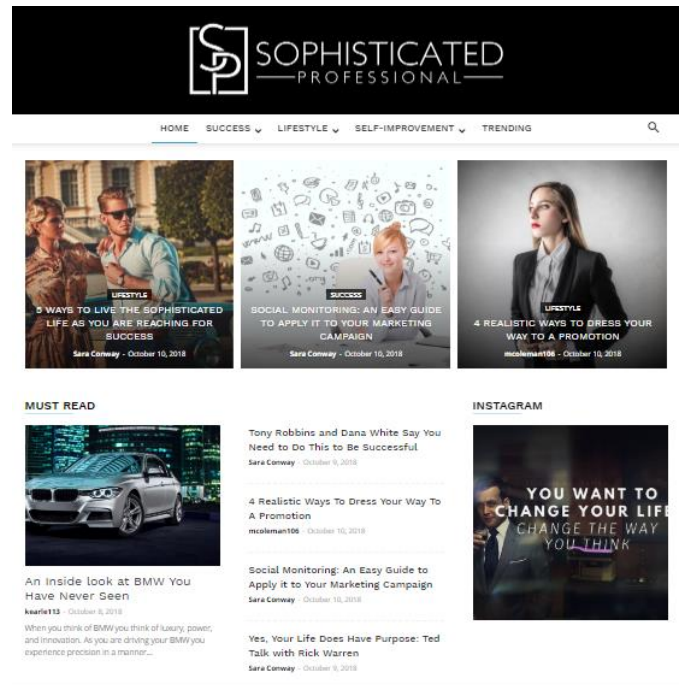 SP
SOPHISTICATED
PROFESSIONAL
HOME SUCCESS LIFESTYLE SELF-IMPROVEMENT TRENDING
LIFESTYLE
5 WAYS TO LIVE THE SOPHISTICATED
LIFE AS YOU ARE REACHING FOR
SUCCESS
Sara Conway - October 10, 2018
SUCCESS
SOCIAL MONITORING: AN EASY GUIDE
TO APPLY IT TO YOUR MARKETING
CAMPAIGN
Sara Conway - October 10, 2018
LIFESTYLE
4 REALISTIC WAYS TO DRESS YOUR
WAY TO A PROMOTION
mcoleman106 - October 10, 2018
MUST READ
An Inside look at BMW You
Have Never Seen
kearle113 - October 8, 2018
When you think of BMW you think of luxury, power,
and innovation. As you are driving your BMW you
experience precision in a manner...
Tony Robbins and Dana White Say You
Need to Do This to Be Successful
Sara Conway - October 9, 2018
4 Realistic Ways To Dress Your Way To
A Promotion
mcoleman106 - October 10, 2018
Social Monitoring: An Easy Guide to
Apply it to Your Marketing Campaign
Sara Conway - October 10, 2018
Yes, Your Life Does Have Purpose: Ted
Talk with Rick Warren
Sara Conway - October 9, 2018
INSTAGRAM
YOU WANT TO
CHANGE YOUR LIFE
CHANGE THE WAY
YOU THINK